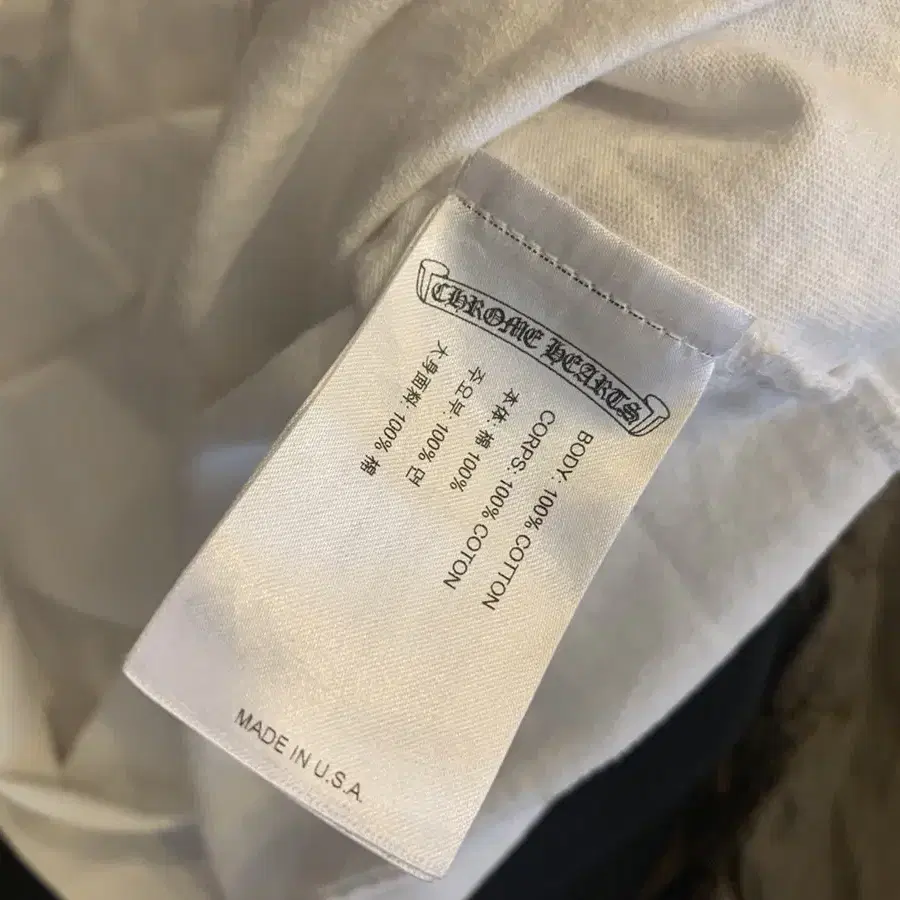 CHROME HEARTS
BODY: 100% COTTON
CORPS: 100% COTON
本体: 棉 100%
주요부: 100% 면
大身面料: 100% 棉
MADE IN U.S.A.